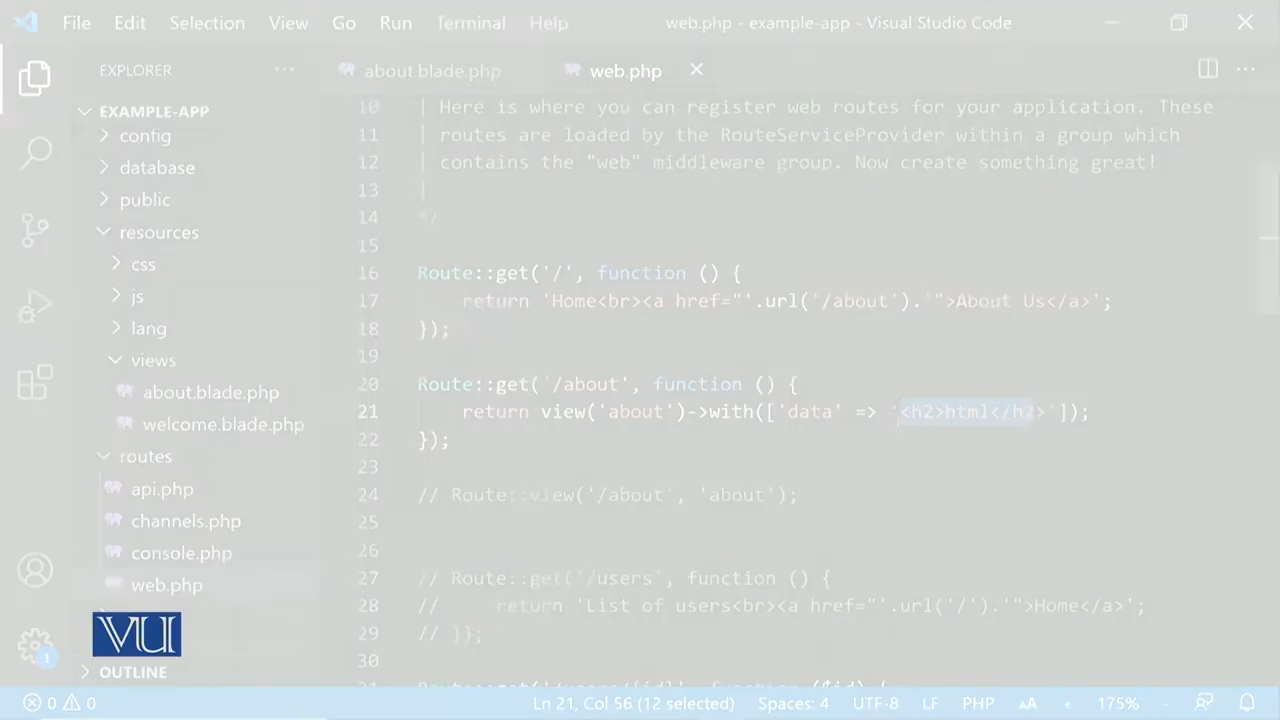 File Edit Selection View Go Run Terminal Help web.php - example-app - Visual Studio Code
EXPLORER ··· about.blade.php web.php
EXAMPLE-APP
config
database
public
resources
css
js
lang
views
about.blade.php
welcome.blade.php
routes
api.php
channels.php
console.php
web.php
VU
OUTLINE
10 | Here is where you can register web routes for your application. These
11 | routes are loaded by the RouteServiceProvider within a group which
12 | contains the "web" middleware group. Now create something great!
13 |
14 */
15
16 Route::get('/', function () {
17 return 'Home<br><a href="'.url('/about').'">About Us</a>';
18 });
19
20 Route::get('/about', function () {
21 return view('about')->with(['data' => '<h2>html</h2>']);
22 });
23
24 // Route::view('/about', 'about');
25
26
27 // Route::get('/users', function () {
28 // return 'List of users<br><a href="'.url('/').'">Home</a>';
29 // });
30
1
0 0 Ln 21, Col 56 (12 selected) Spaces: 4 UTF-8 LF PHP AA + 175% -